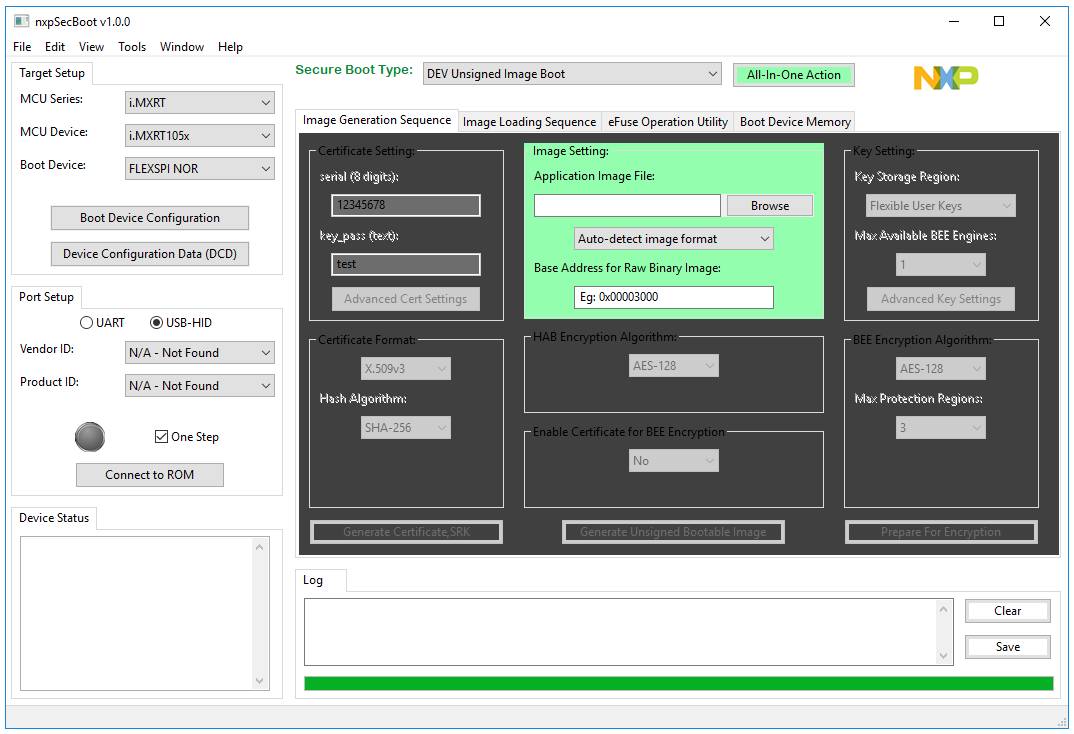 nxpSecBoot v1.0.0
File Edit View Tools Window Help
Target Setup
MCU Series: i.MXRT
MCU Device: i.MXRT105x
Boot Device: FLEXSPI NOR
Boot Device Configuration
Device Configuration Data (DCD)
Port Setup
UART USB-HID
Vendor ID: N/A - Not Found
Product ID: N/A - Not Found
One Step
Connect to ROM
Device Status
Secure Boot Type: DEV Unsigned Image Boot All-In-One Action NXP
Image Generation Sequence Image Loading Sequence eFuse Operation Utility Boot Device Memory
Certificate Setting:
serial (8 digits):
12345678
key_pass (text):
test
Advanced Cert Settings
Certificate Format:
X.509v3
Hash Algorithm:
SHA-256
Generate Certificate,SRK
Image Setting:
Application Image File:
Browse
Auto-detect image format
Base Address for Raw Binary Image:
Eg: 0x00003000
HAB Encryption Algorithm:
AES-128
Enable Certificate for BEE Encryption
No
Generate Unsigned Bootable Image
Key Setting:
Key Storage Region:
Flexible User Keys
Max Available BEE Engines:
1
Advanced Key Settings
BEE Encryption Algorithm:
AES-128
Max Protection Regions:
3
Prepare For Encryption
Log
Clear
Save